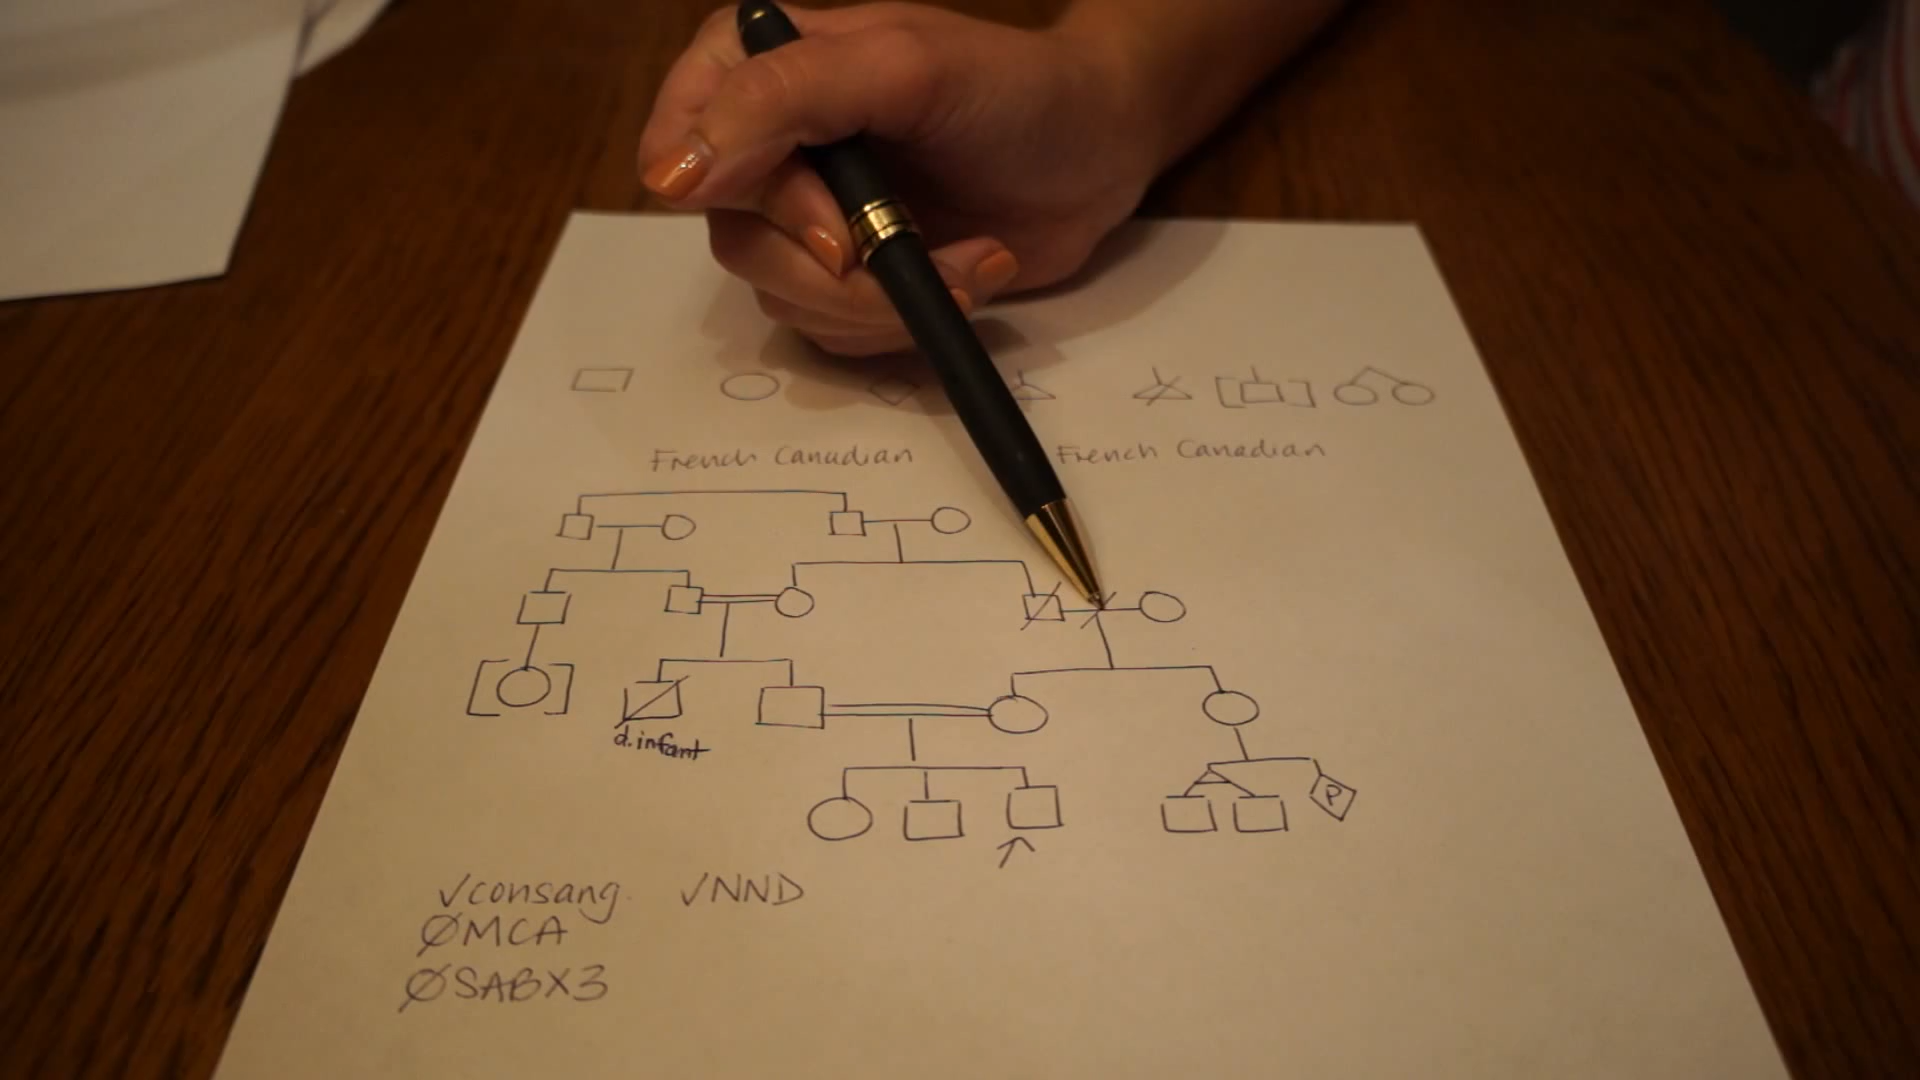 French Canadian French Canadian
d. infant
P
✓consang. ✓NND
ØMCA
ØSABX3